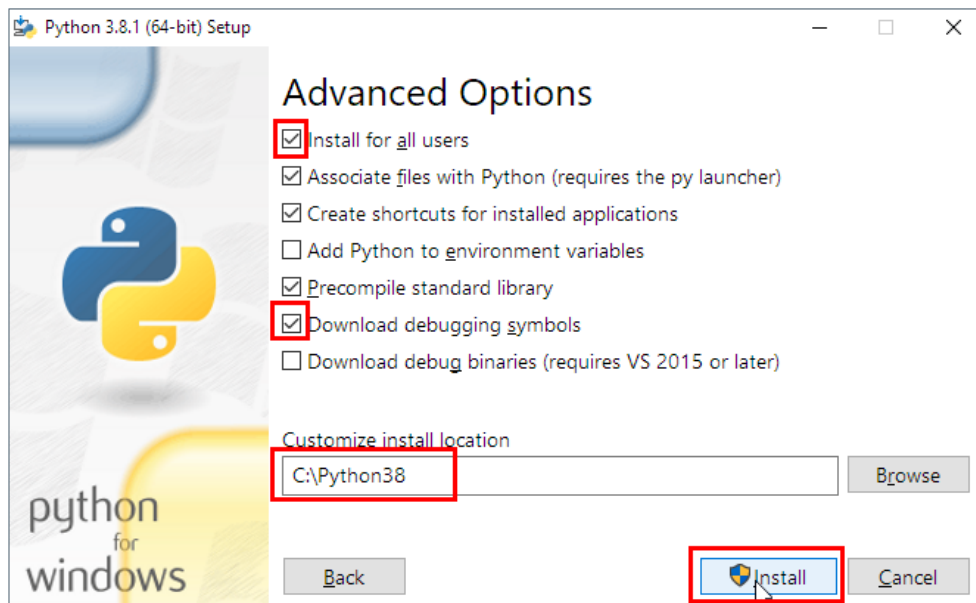 Python 3.8.1 (64-bit) Setup
Advanced Options
Install for all users
Associate files with Python (requires the py launcher)
Create shortcuts for installed applications
Add Python to environment variables
Precompile standard library
Download debugging symbols
Download debug binaries (requires VS 2015 or later)
Customize install location
C:\Python38
Browse
python
for
windows
Back
Install
Cancel